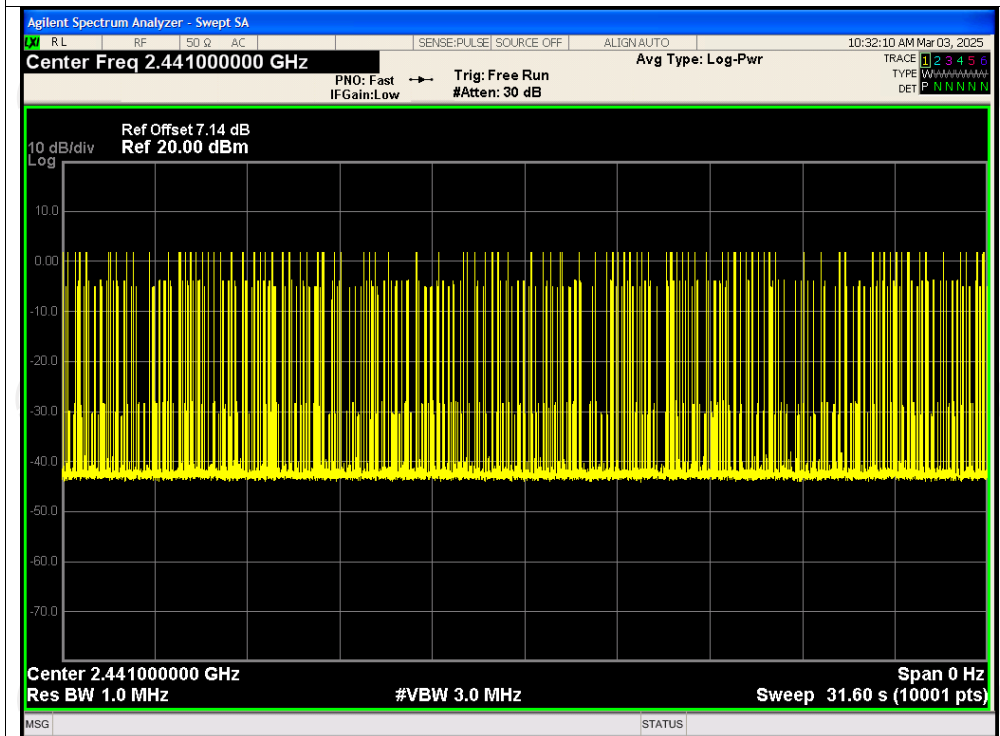 Agilent Spectrum Analyzer - Swept SA
LXI RL RF 50 Ω AC SENSE:PULSE SOURCE OFF ALIGN AUTO 10:32:10 AM Mar 03, 2025
Center Freq 2.441000000 GHz Avg Type: Log-Pwr TRACE 1 2 3 4 5 6
PNO: Fast Trig: Free Run TYPE W
IFGain:Low #Atten: 30 dB DET P N N N N N
Ref Offset 7.14 dB
10 dB/div Ref 20.00 dBm
Log
10.0
0.00
-10.0
-20.0
-30.0
-40.0
-50.0
-60.0
-70.0
Center 2.441000000 GHz Span 0 Hz
Res BW 1.0 MHz #VBW 3.0 MHz Sweep 31.60 s (10001 pts)
MSG STATUS